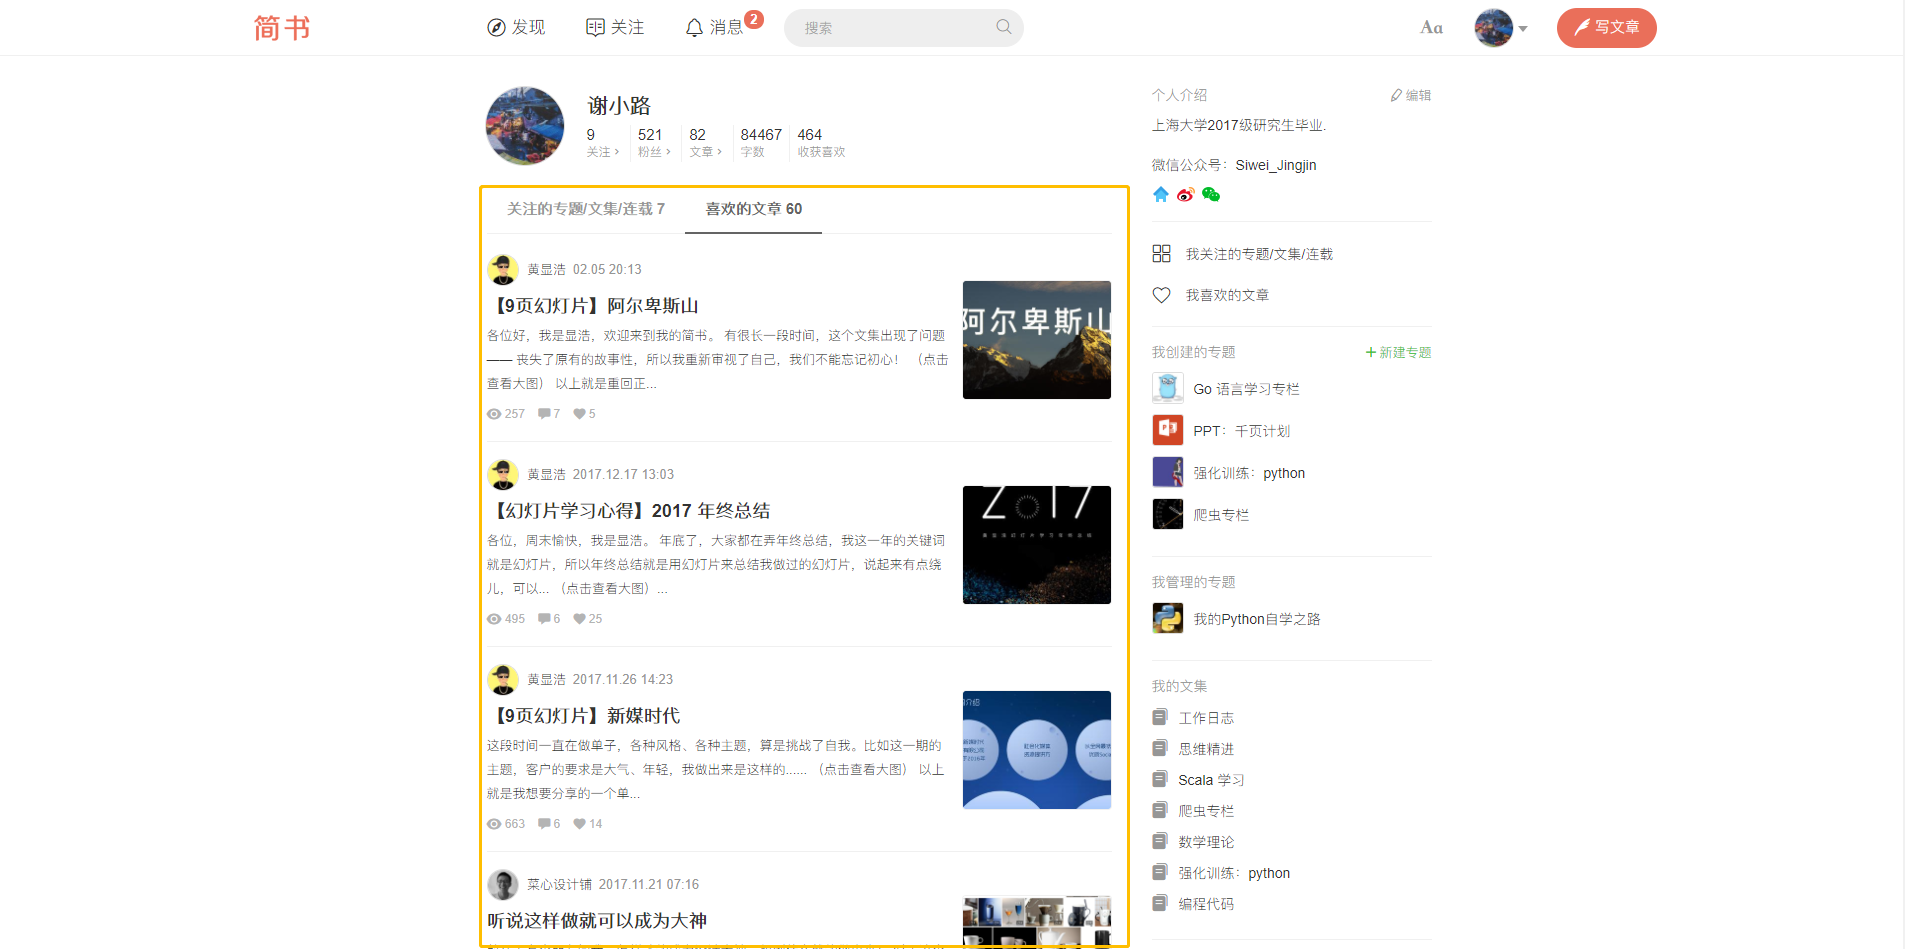 简书
发现
关注
消息
2
搜索
Aa
写文章
谢小路
9 521 82 84467 464
关注 粉丝 文章 字数 收获喜欢
关注的专题/文集/连载 7
喜欢的文章 60
黄显浩 02.05 20:13
【9页幻灯片】阿尔卑斯山
各位好，我是显浩，欢迎来到我的简书。 有很长一段时间，这个文集出现了问题
—— 丧失了原有的故事性，所以我重新审视了自己，我们不能忘记初心！ （点击
查看大图） 以上就是重回正...
257 7 5
阿尔卑斯山
黄显浩 2017.12.17 13:03
【幻灯片学习心得】2017 年终总结
各位，周末愉快，我是显浩。 年底了，大家都在弄年终总结，我这一年的关键词
就是幻灯片，所以年终总结就是用幻灯片来总结我做过的幻灯片，说起来有点绕
儿，可以... （点击查看大图） ...
495 6 25
2017
黄显浩 2017.11.26 14:23
【9页幻灯片】新媒时代
这段时间一直在做单子，各种风格、各种主题，算是挑战了自我。比如这一期的
主题，客户的要求是大气、年轻，我做出来是这样的...... （点击查看大图） 以上
就是我想要分享的一个单...
663 6 14
菜心设计铺 2017.11.21 07:16
听说这样做就可以成为大神
个人介绍
编辑
上海大学2017级研究生毕业.
微信公众号：Siwei_Jingjin
我关注的专题/文集/连载
我喜欢的文章
我创建的专题
新建专题
Go 语言学习专栏
PPT：千页计划
强化训练：python
爬虫专栏
我管理的专题
我的Python自学之路
我的文集
工作日志
思维精进
Scala 学习
爬虫专栏
数学理论
强化训练：python
编程代码